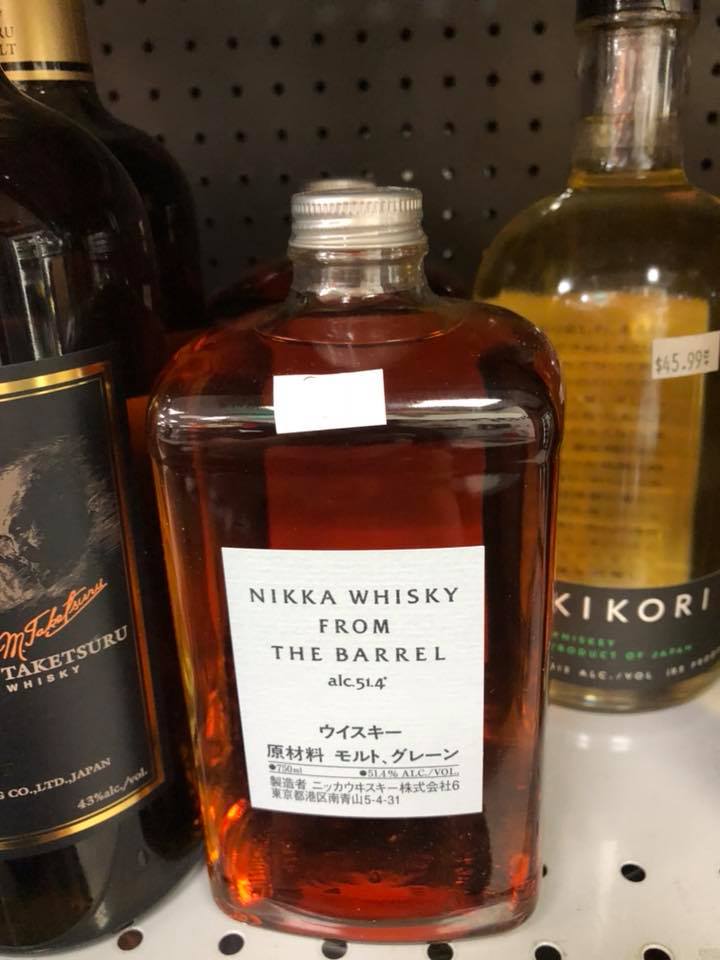 NIKKA WHISKY
FROM
THE BARREL
alc.51.4°
ウイスキー
原材料 モルト、グレーン
●750ml ●51.4% ALC./VOL.
製造者 ニッカウヰスキー株式会社6
東京都港区南青山5-4-31
M.Taketsuru
TAKETSURU
WHISKY
CO.,LTD.,JAPAN
43%alc./vol.
$45.99
KIKORI
WHISKEY
PRODUCT OF JAPAN
ALC./VOL